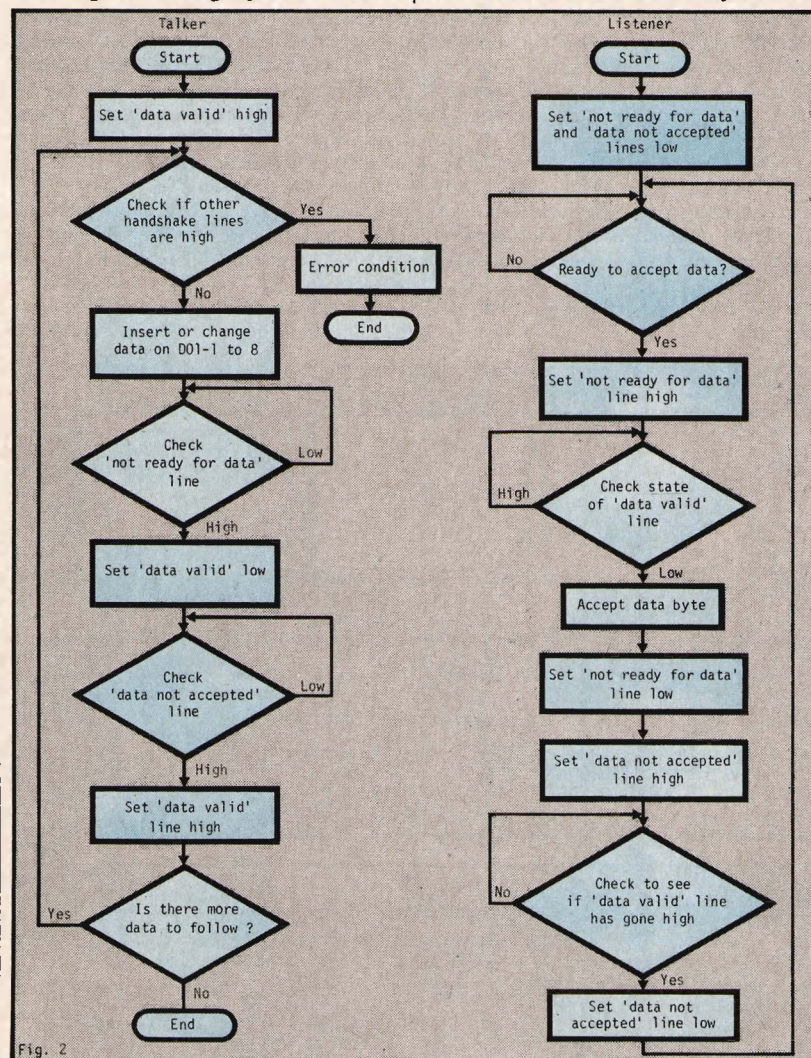 Talker
Start
Set 'data valid' high
Check if other
handshake lines
are high
Yes
Error condition
End
No
Insert or change
data on DO1-1 to 8
Check
'not ready for data'
line
Low
High
Set 'data valid' low
Check
'data not accepted'
line
Low
High
Set 'data valid'
line high
Is there more
data to follow ?
Yes
No
End
Fig. 2
Listener
Start
Set 'not ready for data'
and 'data not accepted'
lines low
No
Ready to accept data?
Yes
Set 'not ready for data'
line high
High
Check state
of 'data valid'
line
Low
Accept data byte
Set 'not ready for data'
line low
Set 'data not accepted'
line high
No
Check to see
if 'data valid' line
has gone high
Yes
Set 'data not
accepted' line low